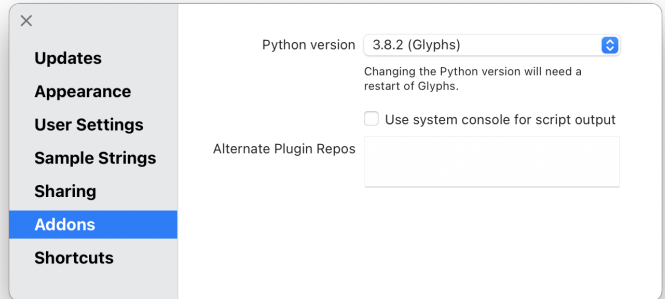 Updates
Appearance
User Settings
Sample Strings
Sharing
Addons
Shortcuts
Python version 3.8.2 (Glyphs)
Changing the Python version will need a
restart of Glyphs.
Use system console for script output
Alternate Plugin Repos